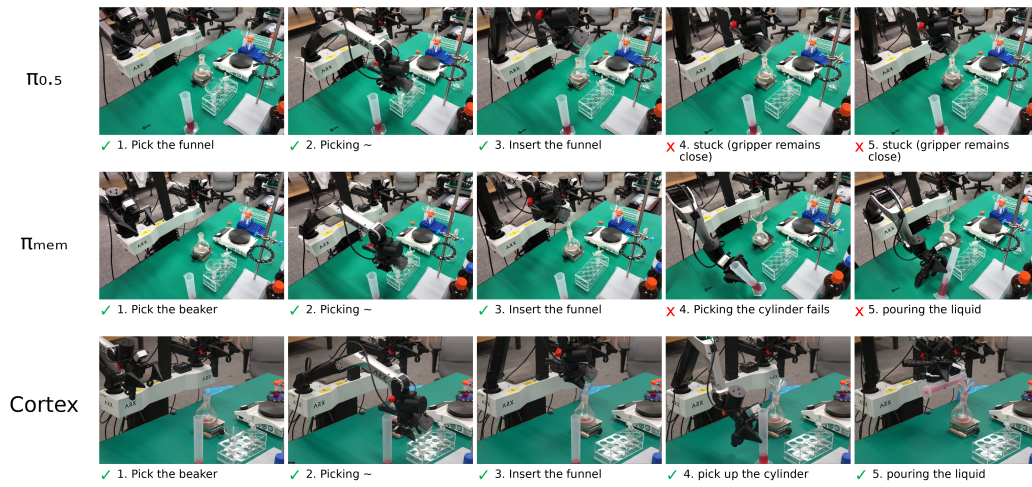 π₀.₅
✓ 1. Pick the funnel
✓ 2. Picking ~
✓ 3. Insert the funnel
x 4. stuck (gripper remains close)
x 5. stuck (gripper remains close)
πmem
✓ 1. Pick the beaker
✓ 2. Picking ~
✓ 3. Insert the funnel
x 4. Picking the cylinder fails
x 5. pouring the liquid
Cortex
ARX
ARX
ARX
✓ 1. Pick the beaker
✓ 2. Picking ~
✓ 3. Insert the funnel
✓ 4. pick up the cylinder
✓ 5. pouring the liquid